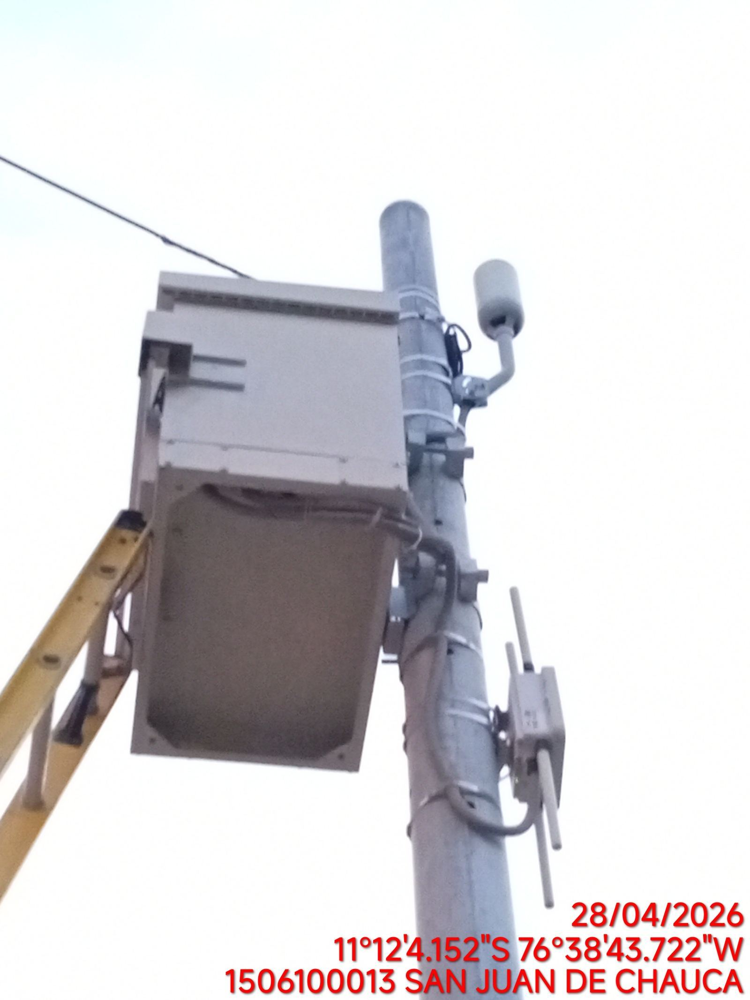 28/04/2026
11°12'4.152"S 76°38'43.722"W
1506100013 SAN JUAN DE CHAUCA